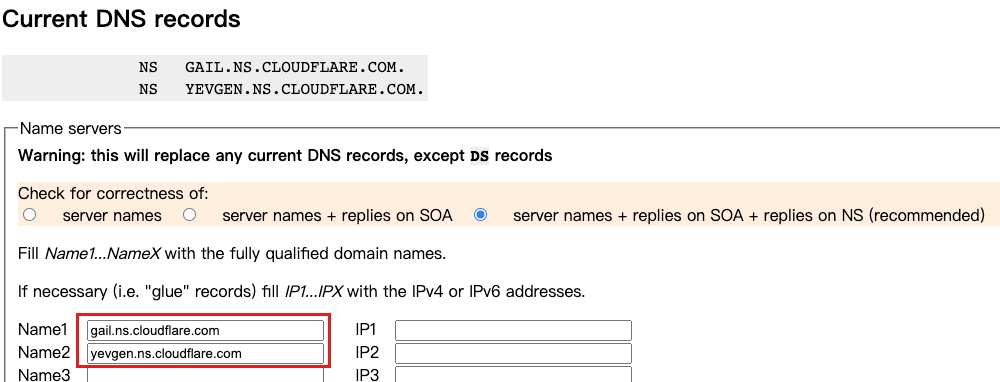 Current DNS records
NS GAIL.NS.CLOUDFLARE.COM.
NS YEVGEN.NS.CLOUDFLARE.COM.
Name servers
Warning: this will replace any current DNS records, except DS records
Check for correctness of:
server names server names + replies on SOA server names + replies on SOA + replies on NS (recommended)
Fill Name1...NameX with the fully qualified domain names.
If necessary (i.e. "glue" records) fill IP1...IPX with the IPv4 or IPv6 addresses.
Name1 gail.ns.cloudflare.com IP1
Name2 yevgen.ns.cloudflare.com IP2
Name3 IP3